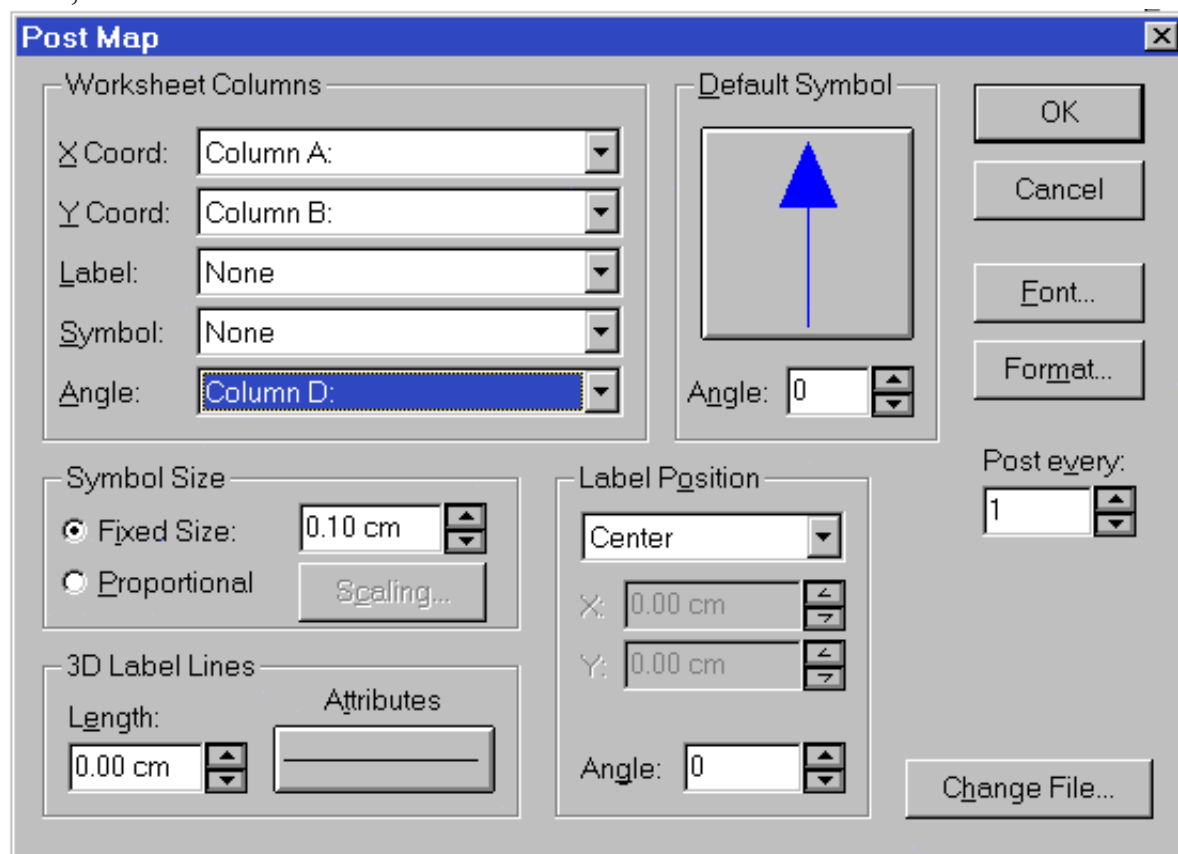 Post Map
Worksheet Columns
X Coord: Column A:
Y Coord: Column B:
Label: None
Symbol: None
Angle: Column D:
Default Symbol
Angle: 0
OK
Cancel
Font...
Format...
Post every:
1
Symbol Size
Fixed Size: 0.10 cm
Proportional Scaling...
3D Label Lines
Length: Attributes
0.00 cm
Label Position
Center
X: 0.00 cm
Y: 0.00 cm
Angle: 0
Change File...